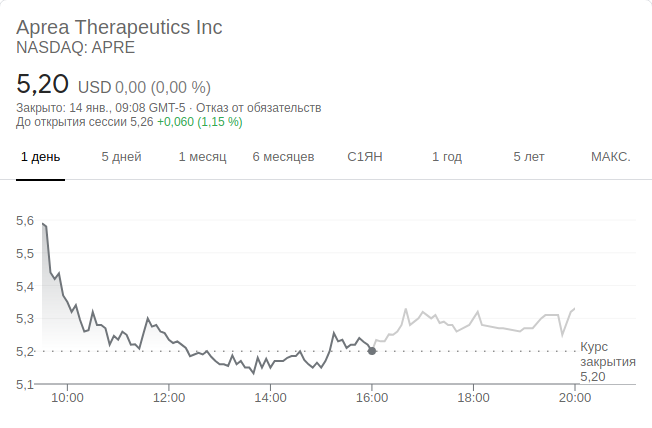 Aprea Therapeutics Inc
NASDAQ: APRE
5,20 USD 0,00 (0,00 %)
Закрыто: 14 янв., 09:08 GMT-5 · Отказ от обязательств
До открытия сессии 5,26 +0,060 (1,15 %)
1 день 5 дней 1 месяц 6 месяцев С1ЯН 1 год 5 лет МАКС.
5,6
5,5
5,4
5,3
5,2
5,1
Курс
закрытия
5,20
10:00 12:00 14:00 16:00 18:00 20:00